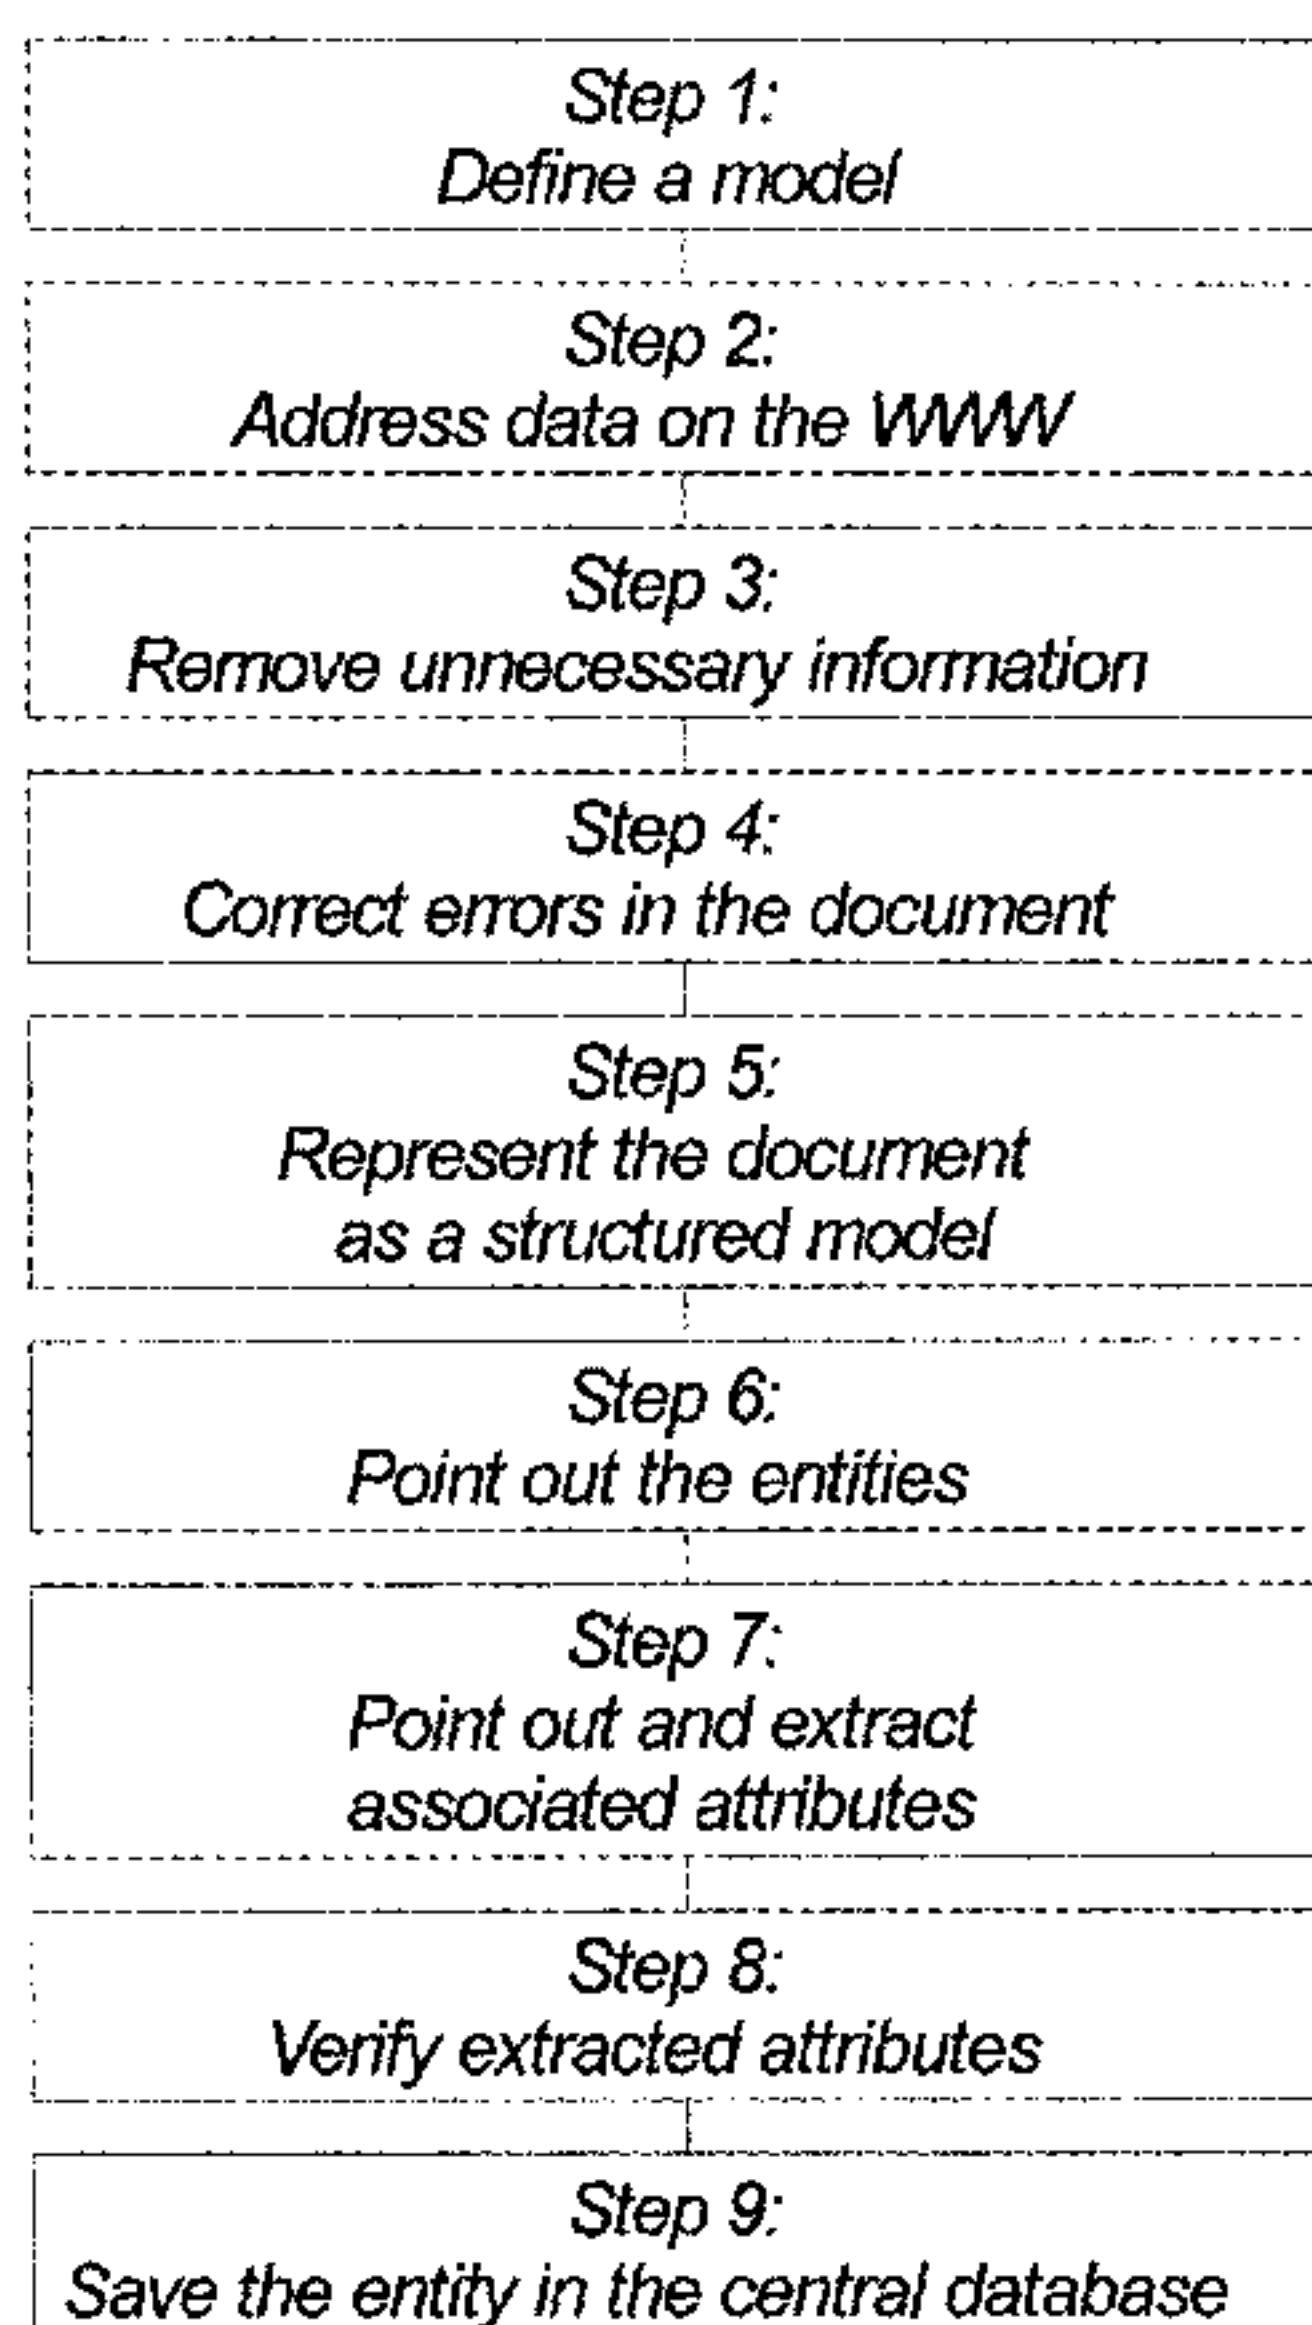 Step 1:
Define a model
Step 2:
Address data on the WWW
Step 3:
Remove unnecessary information
Step 4:
Correct errors in the document
Step 5:
Represent the document
as a structured model
Step 6:
Point out the entities
Step 7:
Point out and extract
associated attributes
Step 8:
Verify extracted attributes
Step 9:
Save the entity in the central database